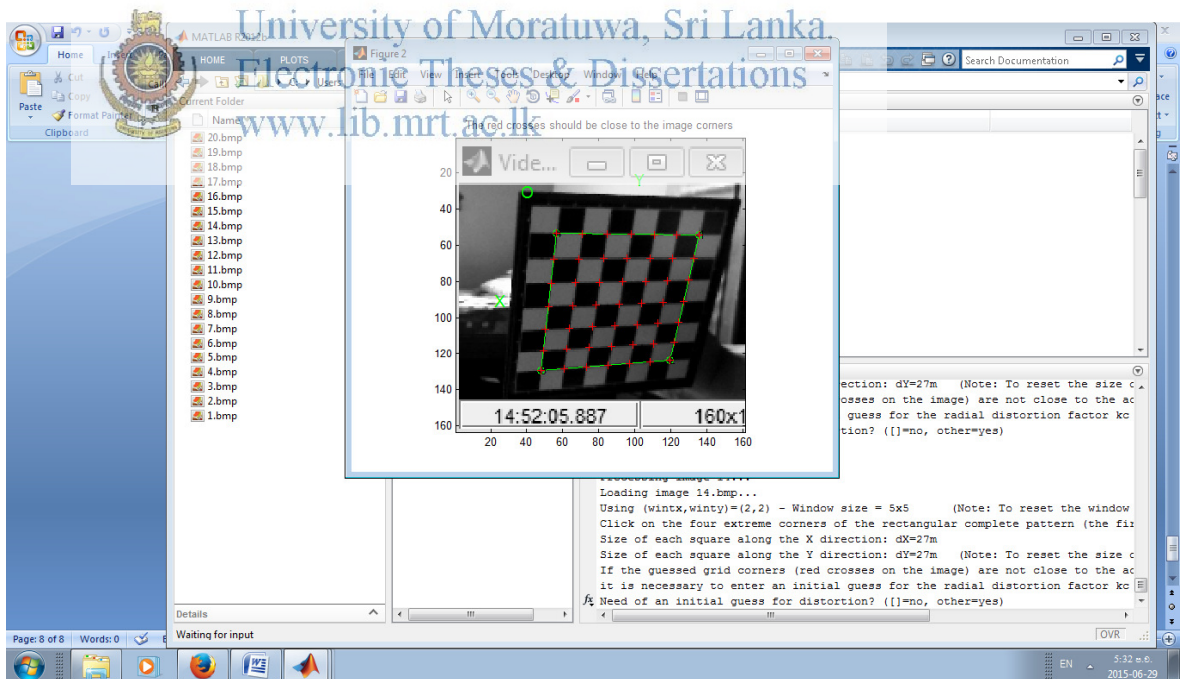 University of Moratuwa, Sri Lanka.
Electronic Theses & Dissertations
www.lib.mrt.ac.lk
MATLAB R2012b
Home
HOME
PLOTS
Cut
Copy
Format Painter
Paste
Clipboard
Search Documentation
Current Folder
Name
20.bmp
19.bmp
18.bmp
17.bmp
16.bmp
15.bmp
14.bmp
13.bmp
12.bmp
11.bmp
10.bmp
9.bmp
8.bmp
7.bmp
6.bmp
5.bmp
4.bmp
3.bmp
2.bmp
1.bmp
Details
Figure 2
File Edit View Insert Tools Desktop Window Help
The red crosses should be close to the image corners
Vide...
20
40
60
80
100
120
140
160
O
Y
X
14:52:05.887 160x1
20 40 60 80 100 120 140 160
ection: dY=27m (Note: To reset the size
osses on the image) are not close to the ac
guess for the radial distortion factor kc
tion? ([]=no, other=yes)
Loading image 14.bmp...
Using (wintx,winty)=(2,2) - Window size = 5x5 (Note: To reset the window
Click on the four extreme corners of the rectangular complete pattern (the fir
Size of each square along the X direction: dX=27m
Size of each square along the Y direction: dY=27m (Note: To reset the size
If the guessed grid corners (red crosses on the image) are not close to the ac
it is necessary to enter an initial guess for the radial distortion factor kc
fx Need of an initial guess for distortion? ([]=no, other=yes)
Waiting for input
OVR
Page: 8 of 8 Words: 0
EN
5:32
2015-06-29